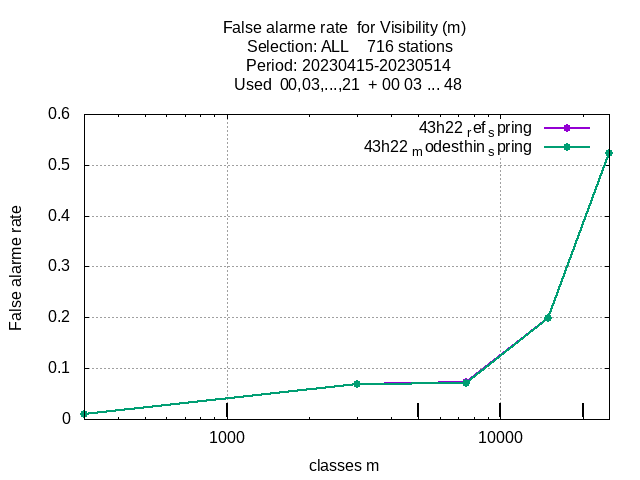 False alarme rate  for Visibility (m)
Selection: ALL    716 stations
Period: 20230415-20230514
Used  00,03,...,21  + 00 03 ... 48
0.6
43h22 ref spring
43h22 modesthin spring
0.5
0.4
False alarme rate
0.3
0.2
0.1
0
1000
10000
classes m